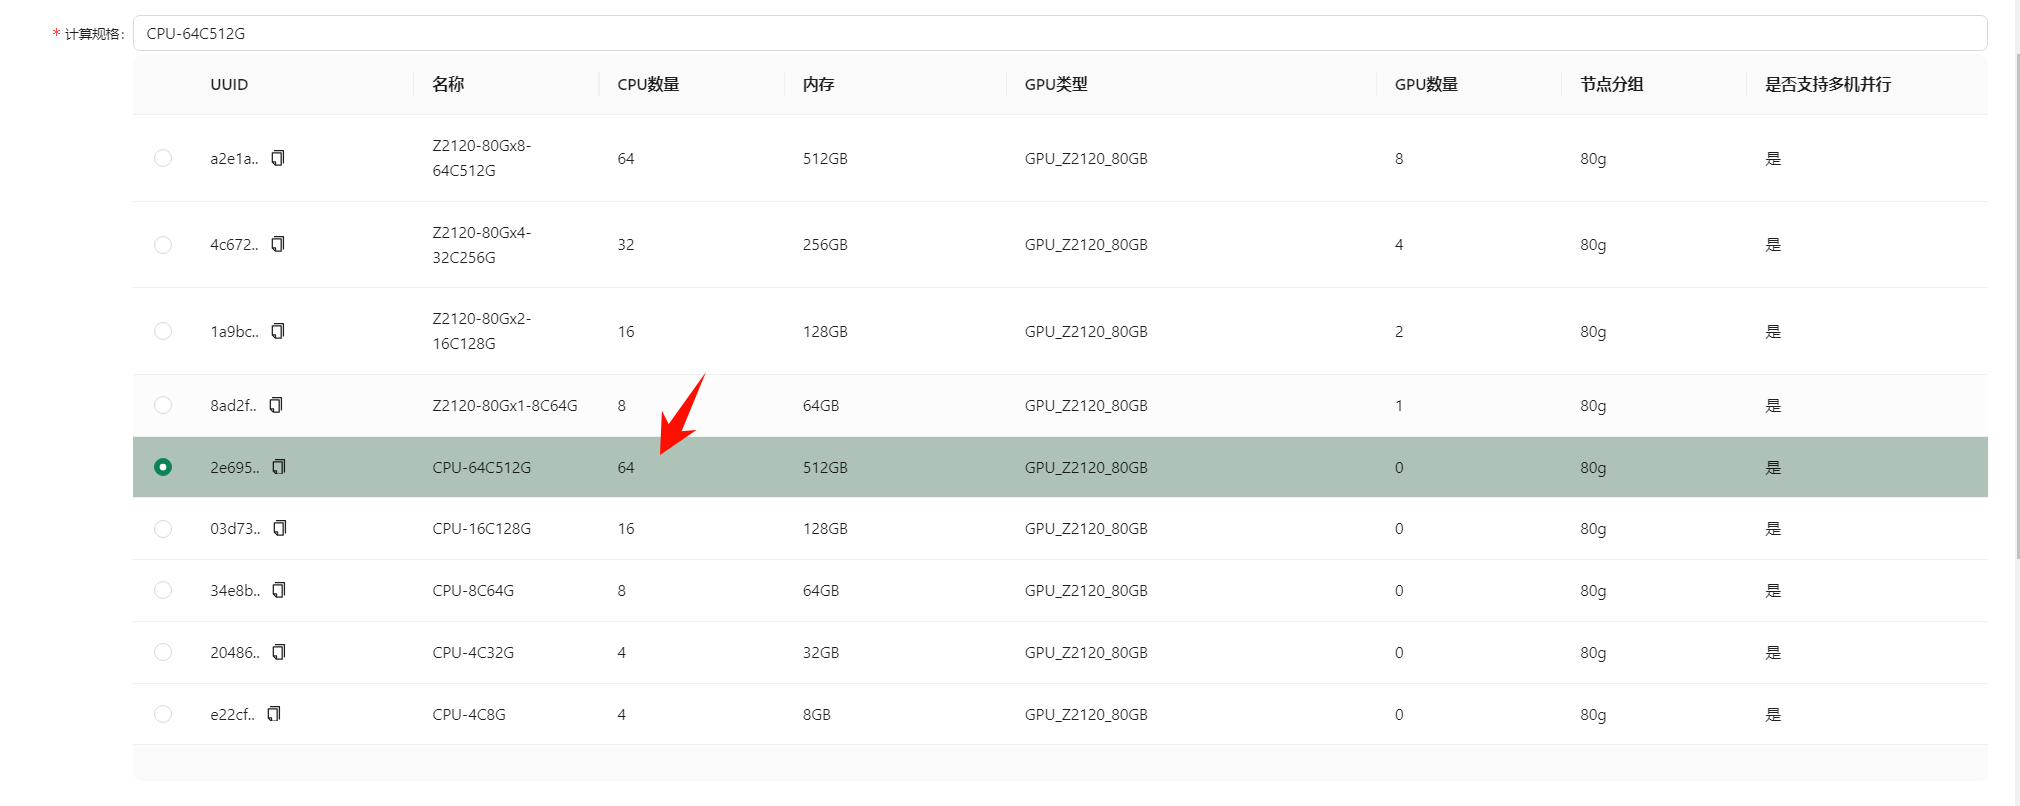 * 计算规格: CPU-64C512G
UUID 名称 CPU数量 内存 GPU类型 GPU数量 节点分组 是否支持多机并行
a2e1a.. Z2120-80Gx8-64C512G 64 512GB GPU_Z2120_80GB 8 80g 是
4c672.. Z2120-80Gx4-32C256G 32 256GB GPU_Z2120_80GB 4 80g 是
1a9bc.. Z2120-80Gx2-16C128G 16 128GB GPU_Z2120_80GB 2 80g 是
8ad2f.. Z2120-80Gx1-8C64G 8 64GB GPU_Z2120_80GB 1 80g 是
2e695.. CPU-64C512G 64 512GB GPU_Z2120_80GB 0 80g 是
03d73.. CPU-16C128G 16 128GB GPU_Z2120_80GB 0 80g 是
34e8b.. CPU-8C64G 8 64GB GPU_Z2120_80GB 0 80g 是
20486.. CPU-4C32G 4 32GB GPU_Z2120_80GB 0 80g 是
e22cf.. CPU-4C8G 4 8GB GPU_Z2120_80GB 0 80g 是